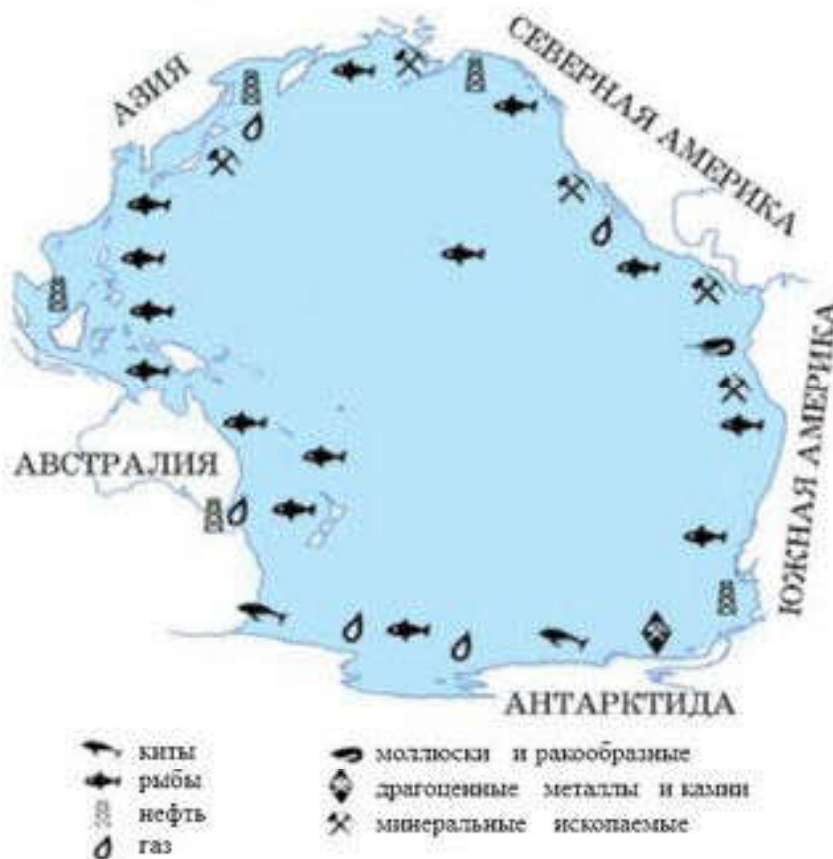 АЗИЯ
СЕВЕРНАЯ АМЕРИКА
АВСТРАЛИЯ
ЮЖНАЯ АМЕРИКА
АНТАРКТИДА
киты
рыбы
нефть
газ
моллюски и ракообразные
драгоценные металлы и камни
минеральные ископаемые